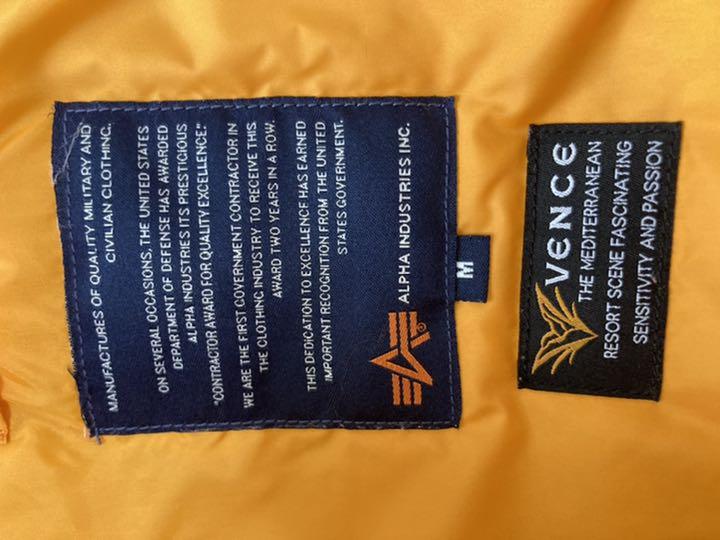 MANUFACTURES OF QUALITY MILITARY AND
CIVILIAN CLOTHING.
ON SEVERAL OCCASIONS, THE UNITED STATES
DEPARTMENT OF DEFENSE HAS AWARDED
ALPHA INDUSTRIES ITS PRESTIGIOUS
"CONTRACTOR AWARD FOR QUALITY EXCELLENCE."
WE ARE THE FIRST GOVERNMENT CONTRACTOR IN
THE CLOTHING INDUSTRY TO RECEIVE THIS
AWARD TWO YEARS IN A ROW.
THIS DEDICATION TO EXCELLENCE HAS EARNED
IMPORTANT RECOGNITION FROM THE UNITED
STATES GOVERNMENT.
ALPHA INDUSTRIES INC.
®
M
VENCE
THE MEDITERRANEAN
RESORT SCENE FASCINATING
SENSITIVITY AND PASSION